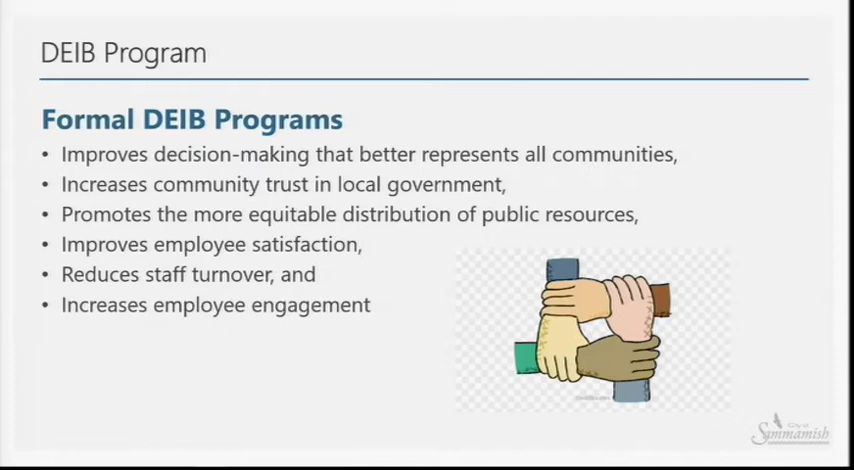 DEIB Program
Formal DEIB Programs
• Improves decision-making that better represents all communities,
• Increases community trust in local government,
• Promotes the more equitable distribution of public resources,
• Improves employee satisfaction,
• Reduces staff turnover, and
• Increases employee engagement
City of
Sammamish